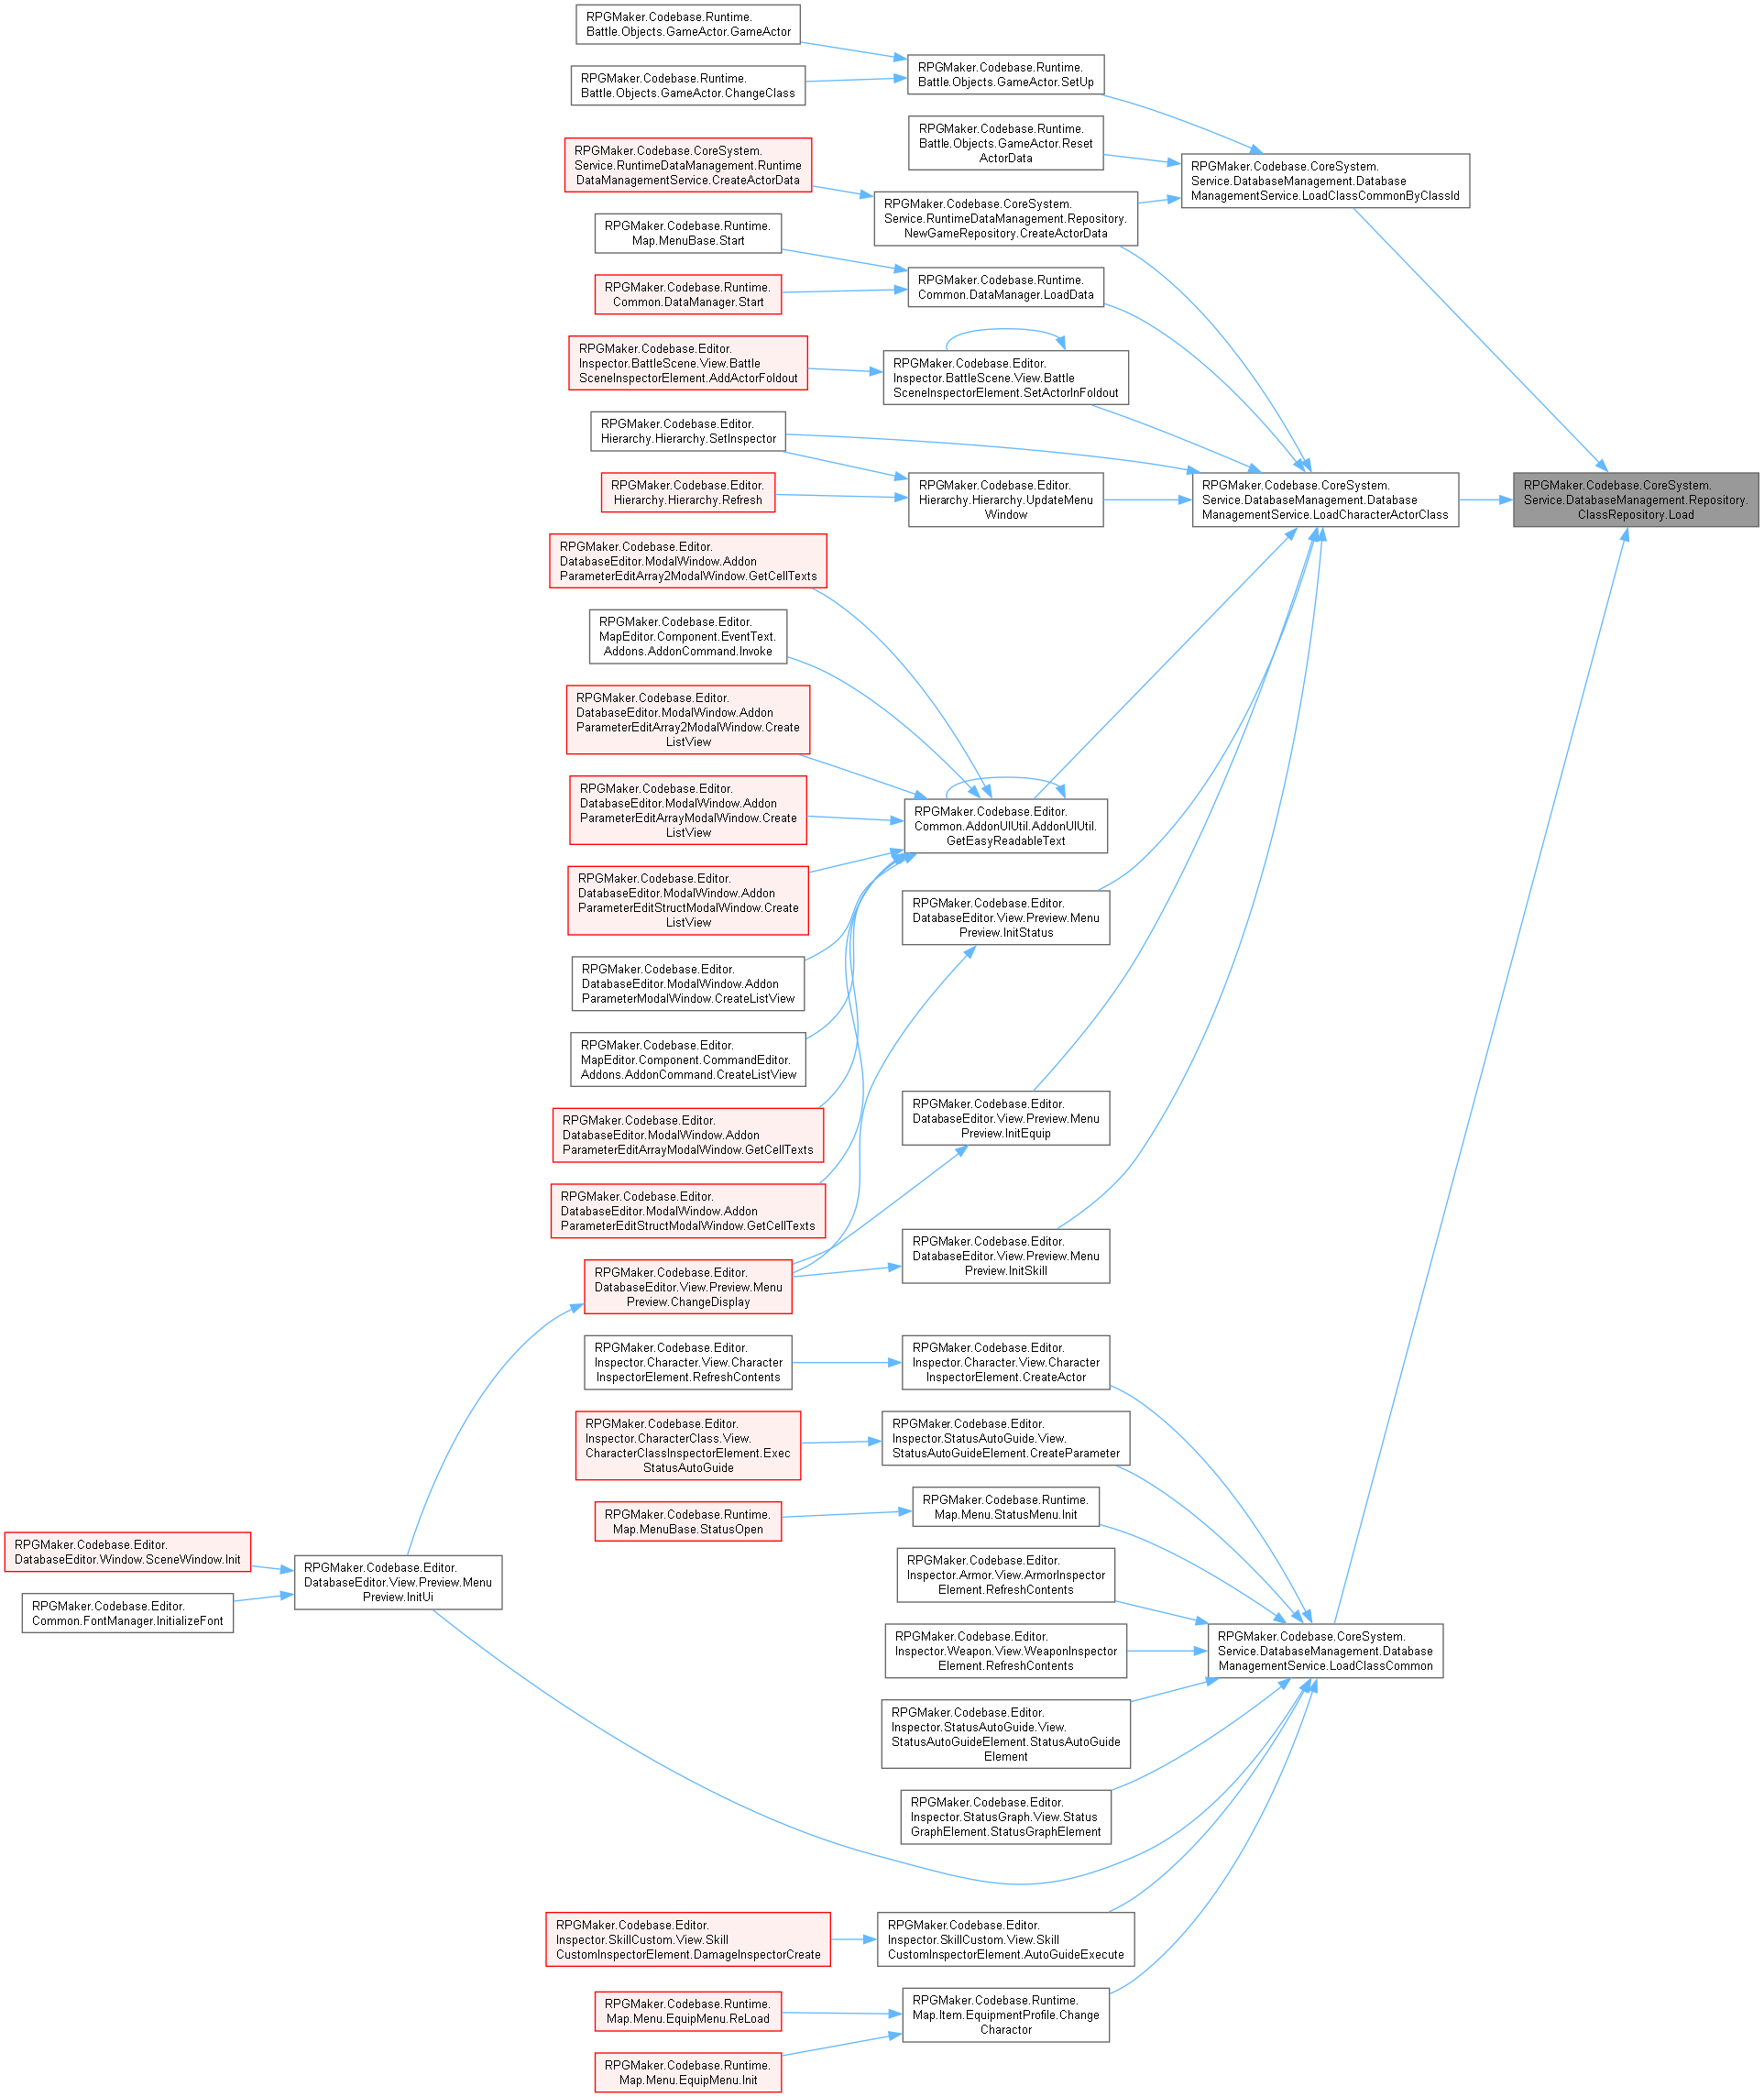 RPGMaker.Codebase.Runtime.
Battle.Objects.GameActor.GameActor
RPGMaker.Codebase.Runtime.
Battle.Objects.GameActor.SetUp
RPGMaker.Codebase.Runtime.
Battle.Objects.GameActor.ChangeClass
RPGMaker.Codebase.Runtime.
Battle.Objects.GameActor.Reset
ActorData
RPGMaker.Codebase.CoreSystem.
Service.RuntimeDataManagement.Runtime
DataManagementService.CreateActorData
RPGMaker.Codebase.CoreSystem.
Service.DatabaseManagement.Database
ManagementService.LoadClassCommonByClassId
RPGMaker.Codebase.CoreSystem.
Service.RuntimeDataManagement.Repository.
NewGameRepository.CreateActorData
RPGMaker.Codebase.Runtime.
Map.MenuBase.Start
RPGMaker.Codebase.Runtime.
Common.DataManager.LoadData
RPGMaker.Codebase.Runtime.
Common.DataManager.Start
RPGMaker.Codebase.Editor.
Inspector.BattleScene.View.Battle
SceneInspectorElement.AddActorFoldout
RPGMaker.Codebase.Editor.
Inspector.BattleScene.View.Battle
SceneInspectorElement.SetActorInFoldout
RPGMaker.Codebase.Editor.
Hierarchy.Hierarchy.SetInspector
RPGMaker.Codebase.Editor.
Hierarchy.Hierarchy.Refresh
RPGMaker.Codebase.Editor.
Hierarchy.Hierarchy.UpdateMenu
Window
RPGMaker.Codebase.CoreSystem.
Service.DatabaseManagement.Database
ManagementService.LoadCharacterActorClass
RPGMaker.Codebase.CoreSystem.
Service.DatabaseManagement.Repository.
ClassRepository.Load
RPGMaker.Codebase.Editor.
DatabaseEditor.ModalWindow.Addon
ParameterEditArray2ModalWindow.GetCellTexts
RPGMaker.Codebase.Editor.
MapEditor.Component.EventText.
Addons.AddonCommand.Invoke
RPGMaker.Codebase.Editor.
DatabaseEditor.ModalWindow.Addon
ParameterEditArray2ModalWindow.Create
ListView
RPGMaker.Codebase.Editor.
DatabaseEditor.ModalWindow.Addon
ParameterEditArrayModalWindow.Create
ListView
RPGMaker.Codebase.Editor.
Common.AddonUIUtil.AddonUIUtil.
GetEasyReadableText
RPGMaker.Codebase.Editor.
DatabaseEditor.ModalWindow.Addon
ParameterEditStructModalWindow.Create
ListView
RPGMaker.Codebase.Editor.
DatabaseEditor.View.Preview.Menu
Preview.InitStatus
RPGMaker.Codebase.Editor.
DatabaseEditor.ModalWindow.Addon
ParameterModalWindow.CreateListView
RPGMaker.Codebase.Editor.
MapEditor.Component.CommandEditor.
Addons.AddonCommand.CreateListView
RPGMaker.Codebase.Editor.
DatabaseEditor.ModalWindow.Addon
ParameterEditArrayModalWindow.GetCellTexts
RPGMaker.Codebase.Editor.
DatabaseEditor.View.Preview.Menu
Preview.InitEquip
RPGMaker.Codebase.Editor.
DatabaseEditor.ModalWindow.Addon
ParameterEditStructModalWindow.GetCellTexts
RPGMaker.Codebase.Editor.
DatabaseEditor.View.Preview.Menu
Preview.InitSkill
RPGMaker.Codebase.Editor.
DatabaseEditor.View.Preview.Menu
Preview.ChangeDisplay
RPGMaker.Codebase.Editor.
Inspector.Character.View.Character
InspectorElement.RefreshContents
RPGMaker.Codebase.Editor.
Inspector.Character.View.Character
InspectorElement.CreateActor
RPGMaker.Codebase.Editor.
Inspector.CharacterClass.View.
CharacterClassInspectorElement.Exec
StatusAutoGuide
RPGMaker.Codebase.Editor.
Inspector.StatusAutoGuide.View.
StatusAutoGuideElement.CreateParameter
RPGMaker.Codebase.Runtime.
Map.MenuBase.StatusOpen
RPGMaker.Codebase.Runtime.
Map.Menu.StatusMenu.Init
RPGMaker.Codebase.Editor.
DatabaseEditor.Window.SceneWindow.Init
RPGMaker.Codebase.Editor.
Common.FontManager.InitializeFont
RPGMaker.Codebase.Editor.
DatabaseEditor.View.Preview.Menu
Preview.InitUi
RPGMaker.Codebase.Editor.
Inspector.Armor.View.ArmorInspector
Element.RefreshContents
RPGMaker.Codebase.Editor.
Inspector.Weapon.View.WeaponInspector
Element.RefreshContents
RPGMaker.Codebase.CoreSystem.
Service.DatabaseManagement.Database
ManagementService.LoadClassCommon
RPGMaker.Codebase.Editor.
Inspector.StatusAutoGuide.View.
StatusAutoGuideElement.StatusAutoGuide
Element
RPGMaker.Codebase.Editor.
Inspector.StatusGraph.View.Status
GraphElement.StatusGraphElement
RPGMaker.Codebase.Editor.
Inspector.SkillCustom.View.Skill
CustomInspectorElement.DamageInspectorCreate
RPGMaker.Codebase.Editor.
Inspector.SkillCustom.View.Skill
CustomInspectorElement.AutoGuideExecute
RPGMaker.Codebase.Runtime.
Map.Menu.EquipMenu.ReLoad
RPGMaker.Codebase.Runtime.
Map.Item.EquipmentProfile.Change
Charactor
RPGMaker.Codebase.Runtime.
Map.Menu.EquipMenu.Init